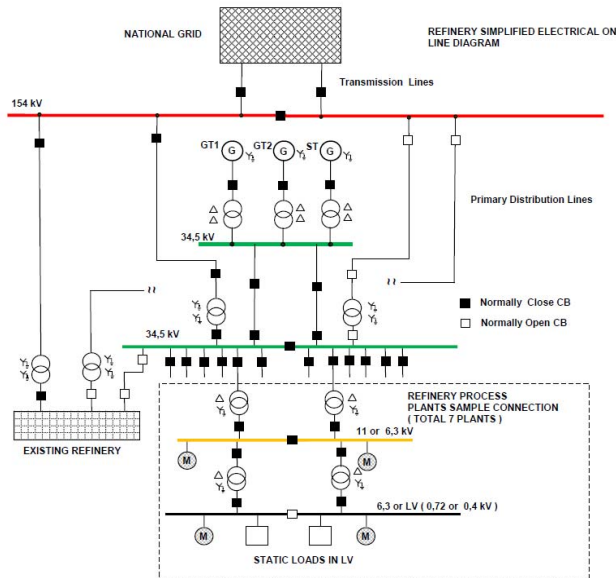 NATIONAL GRID
REFINERY SIMPLIFIED ELECTRICAL ON
LINE DIAGRAM
Transmission Lines
154 kV
GT1
G
GT2
G
ST
G
Primary Distribution Lines
34,5 kV
Normally Close CB
Normally Open CB
34,5 kV
REFINERY PROCESS
PLANTS SAMPLE CONNECTION
( TOTAL 7 PLANTS )
11 or 6,3 kV
EXISTING REFINERY
M
M
6,3 or LV ( 0,72 or 0,4 kV )
M
M
STATIC LOADS IN LV